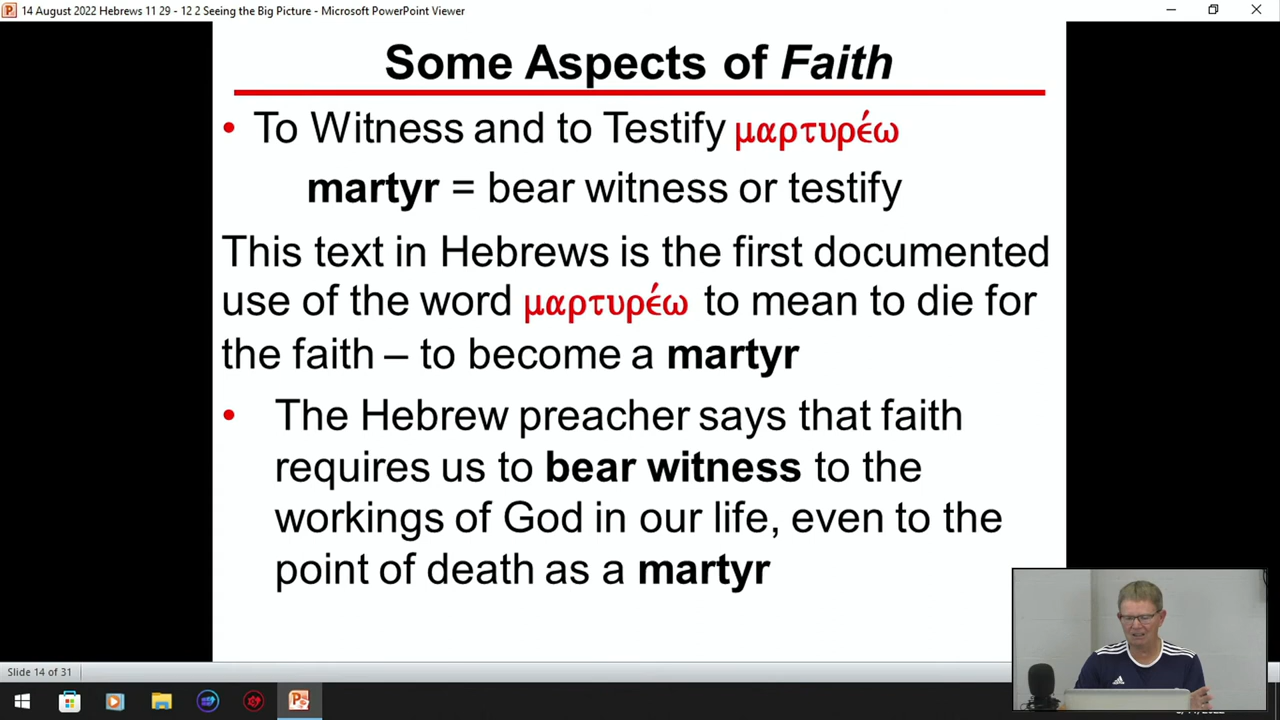 14 August 2022 Hebrews 11 29 - 12 2 Seeing the Big Picture - Microsoft PowerPoint Viewer
Some Aspects of Faith
• To Witness and to Testify μαρτυρέω
martyr = bear witness or testify
This text in Hebrews is the first documented
use of the word μαρτυρέω to mean to die for
the faith – to become a martyr
• The Hebrew preacher says that faith
requires us to bear witness to the
workings of God in our life, even to the
point of death as a martyr
Slide 14 of 31